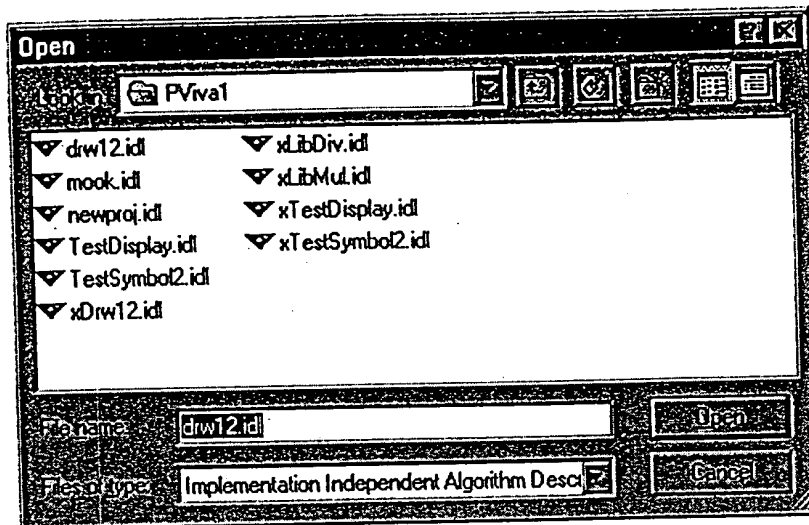 Open
Look in: PViva1
drw12.idl
mook.idl
newproj.idl
TestDisplay.idl
TestSymbol2.idl
xDrw12.idl
xLibDiv.idl
xLibMul.idl
xTestDisplay.idl
xTestSymbol2.idl
File name: drw12.idl
Open
Files of type: Implementation Independent Algorithm Descri
Cancel